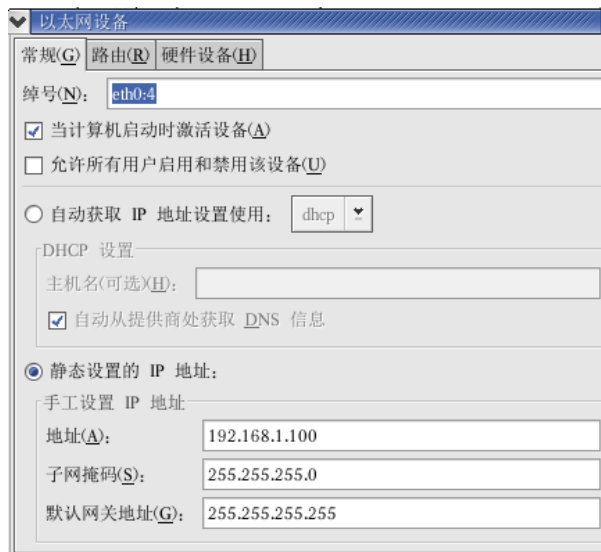 以太网设备
常规(G) 路由(R) 硬件设备(H)
绰号(N): eth0:4
当计算机启动时激活设备(A)
允许所有用户启用和禁用该设备(U)
自动获取 IP 地址设置使用: dhcp
DHCP 设置
主机名(可选)(H):
自动从提供商处获取 DNS 信息
静态设置的 IP 地址:
手工设置 IP 地址
地址(A): 192.168.1.100
子网掩码(S): 255.255.255.0
默认网关地址(G): 255.255.255.255